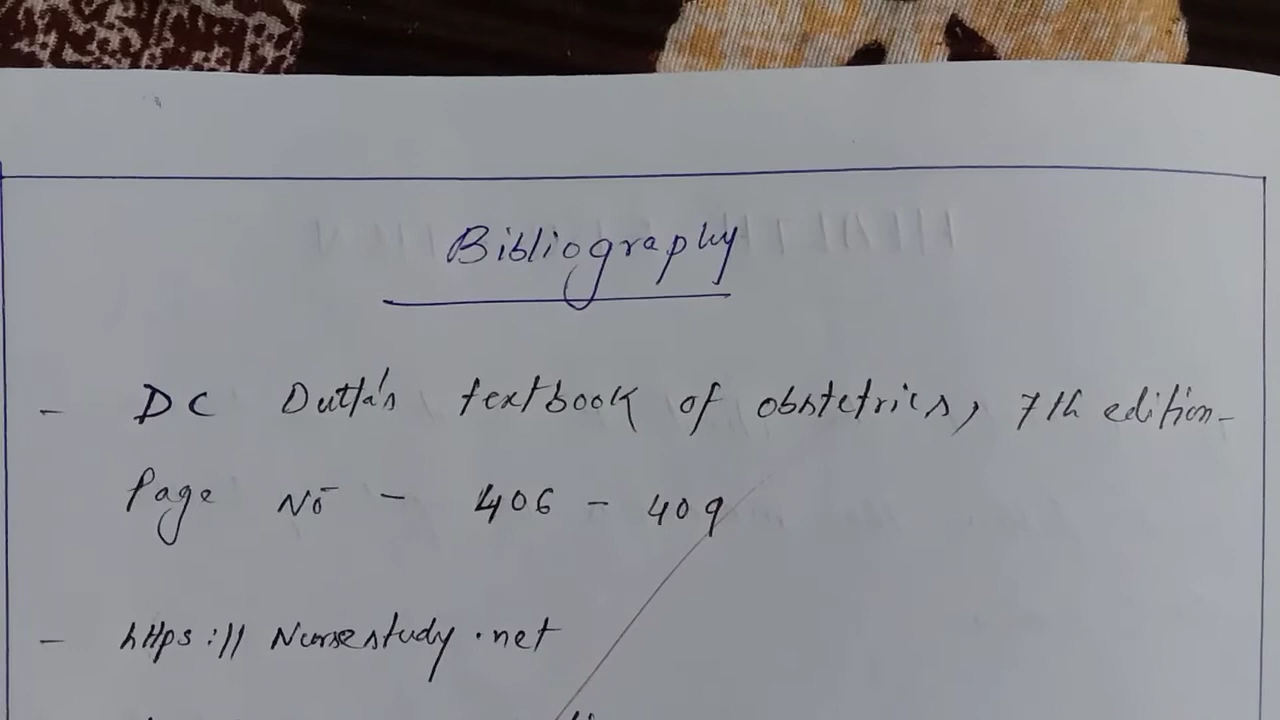 Bibliography
- DC Dutta's textbook of obstetrics, 7th edition-
Page No - 406 - 409
- https:// Nursestudy.net